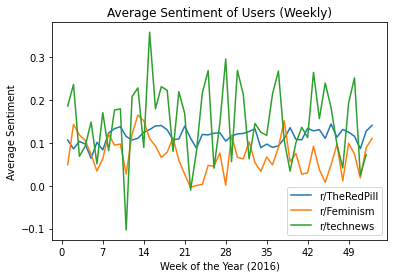 Average Sentiment of Users (Weekly)
Average Sentiment
0.3
0.2
0.1
0.0
−0.1
0 7 14 21 28 35 42 49
Week of the Year (2016)
r/TheRedPill
r/Feminism
r/technews